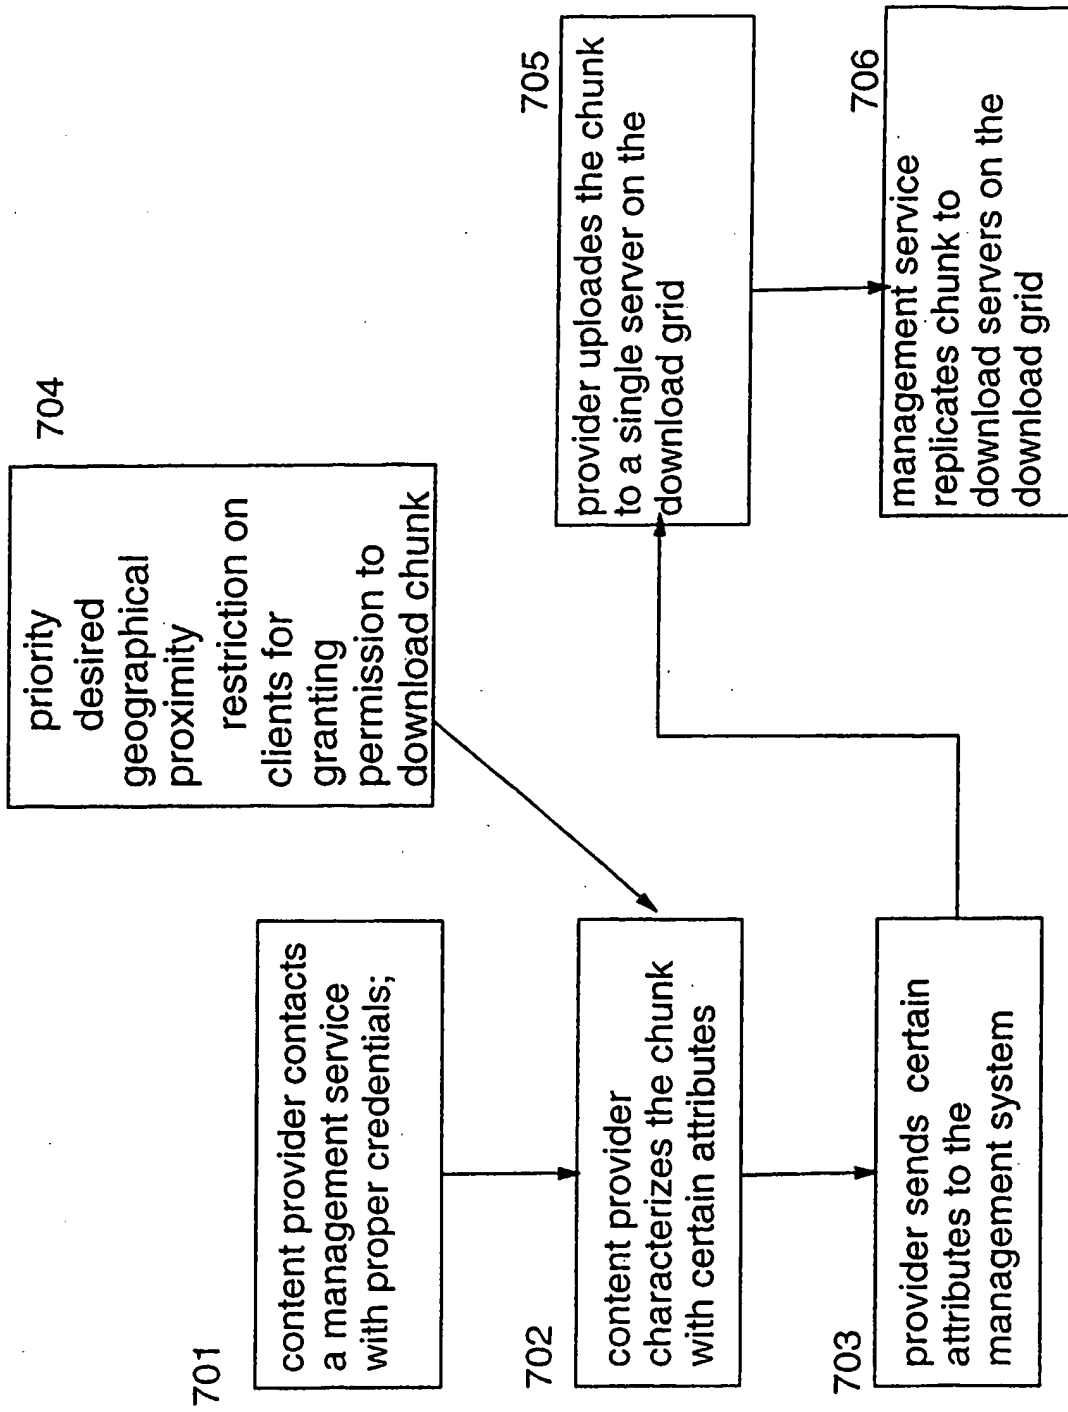 701
content provider contacts
a management service
with proper credentials;
702
content provider
characterizes the chunk
with certain attributes
703
provider sends certain
attributes to the
management system
704
priority
desired
geographical
proximity
restriction on
clients for
granting
permission to
download chunk
705
provider uploades the chunk
to a single server on the
download grid
706
management service
replicates chunk to
download servers on the
download grid